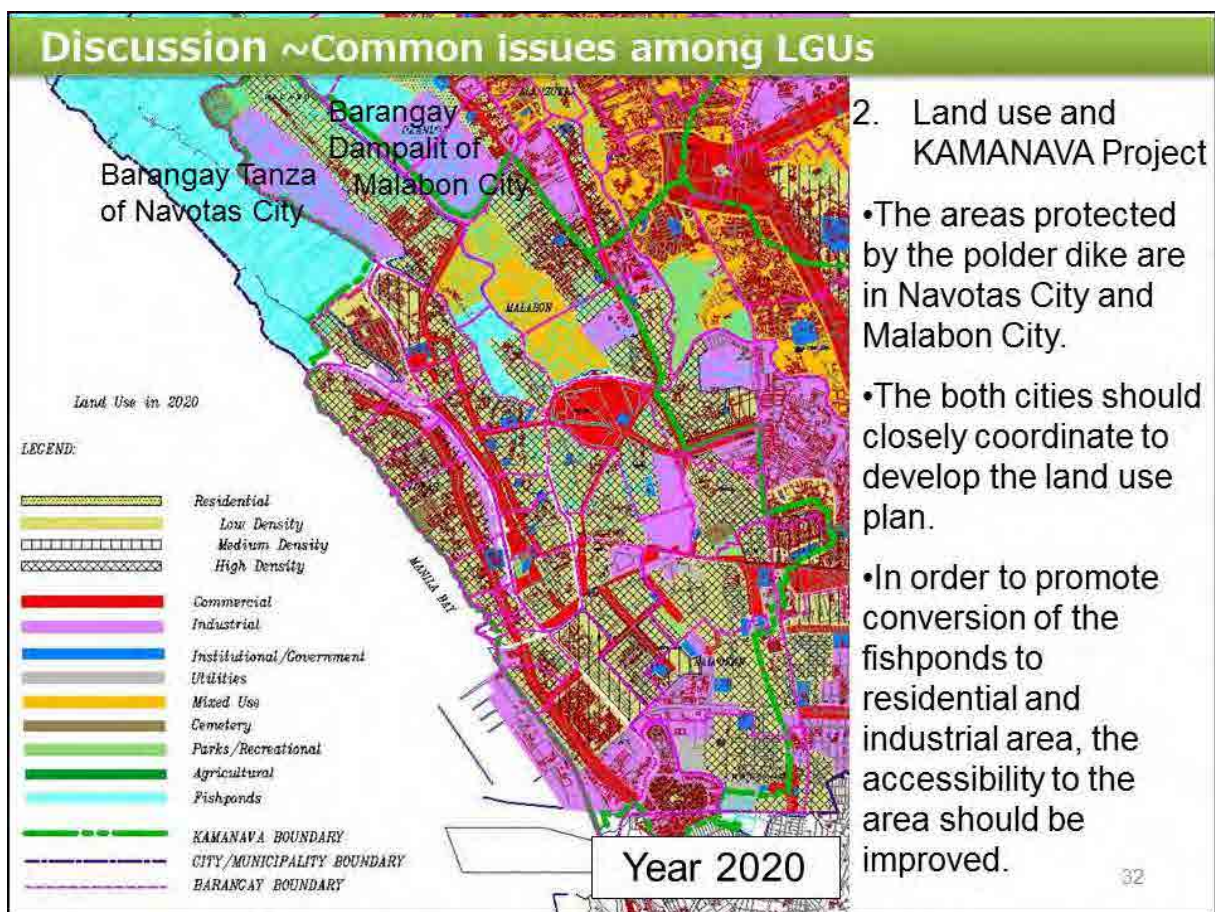 Discussion ~Common issues among LGUs
Barangay
Dampalit of
Malabon City
Barangay Tanza
of Navotas City
MALABON
Land Use in 2020
LEGEND:
Residential
Low Density
Medium Density
High Density
Commercial
Industrial
Institutional/Government
Utilities
Mixed Use
Cemetery
Parks/Recreational
Agricultural
Fishponds
KAMANAVA BOUNDARY
CITY/MUNICIPALITY BOUNDARY
BARANGAY BOUNDARY
MANILA BAY
Year 2020
2. Land use and
KAMANAVA Project
•The areas protected
by the polder dike are
in Navotas City and
Malabon City.
•The both cities should
closely coordinate to
develop the land use
plan.
•In order to promote
conversion of the
fishponds to
residential and
industrial area, the
accessibility to the
area should be
improved.
32